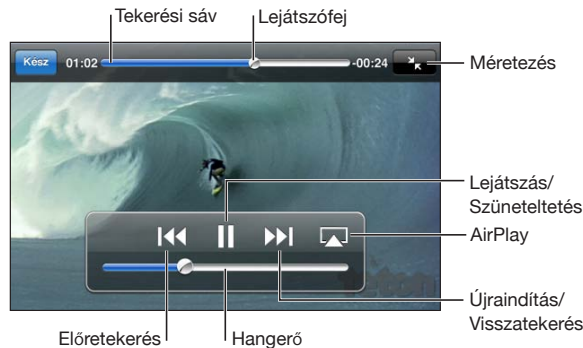 Tekerési sáv
Lejátszófej
Kész
01:02
-00:24
Méretezés
Lejátszás/
Szüneteltetés
AirPlay
Újraindítás/
Visszatekerés
Előretekerés
Hangerő